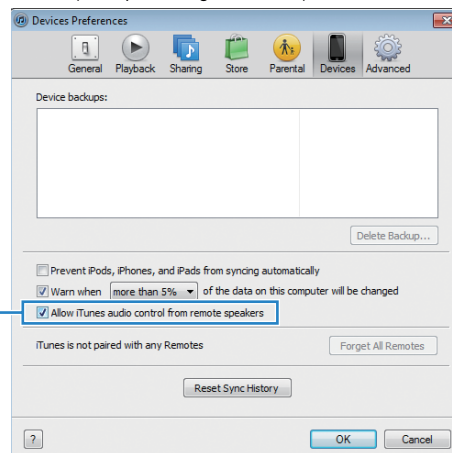 Devices Preferences
General Playback Sharing Store Parental Devices Advanced
Device backups:
Delete Backup...
Prevent iPods, iPhones, and iPads from syncing automatically
Warn when more than 5% of the data on this computer will be changed
Allow iTunes audio control from remote speakers
iTunes is not paired with any Remotes Forget All Remotes
Reset Sync History
? OK Cancel